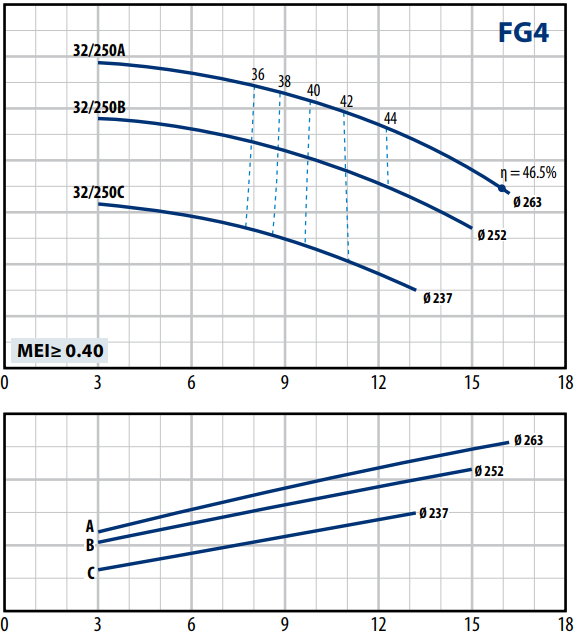 FG4
32/250A
36 38 40 42 44
32/250B
η = 46.5%
Ø 263
32/250C
Ø 252
Ø 237
MEI≥ 0.40
0 3 6 9 12 15 18
Ø 263
Ø 252
Ø 237
A
B
C
0 3 6 9 12 15 18